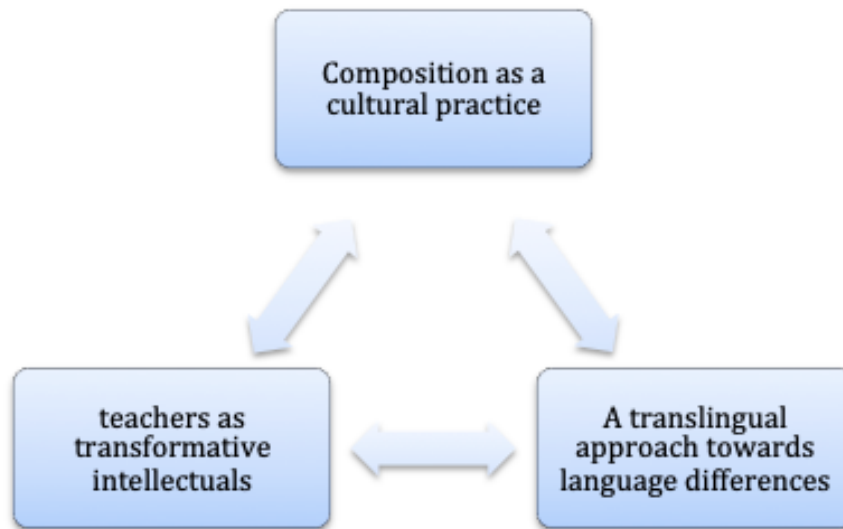 Composition as a
cultural practice
teachers as
transformative
intellectuals
A translingual
approach towards
language differences